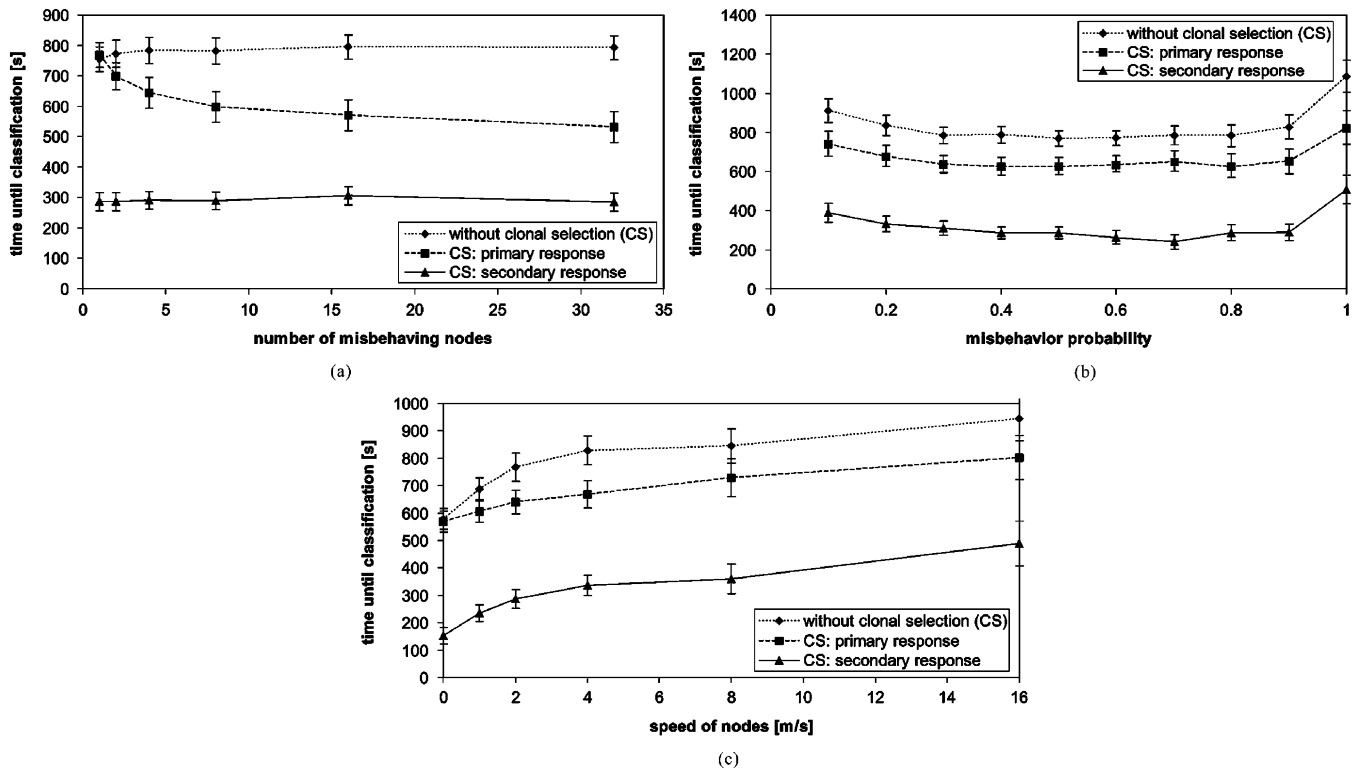 900
800
700
600
500
400
300
200
100
0
time until classification [s]
without clonal selection (CS)
CS: primary response
CS: secondary response
0 5 10 15 20 25 30 35
number of misbehaving nodes
(a)
1400
1200
1000
800
600
400
200
0
time until classification [s]
without clonal selection (CS)
CS: primary response
CS: secondary response
0 0.2 0.4 0.6 0.8 1
misbehavior probability
(b)
1000
900
800
700
600
500
400
300
200
100
0
time until classification [s]
without clonal selection (CS)
CS: primary response
CS: secondary response
0 2 4 6 8 10 12 14 16
speed of nodes [m/s]
(c)